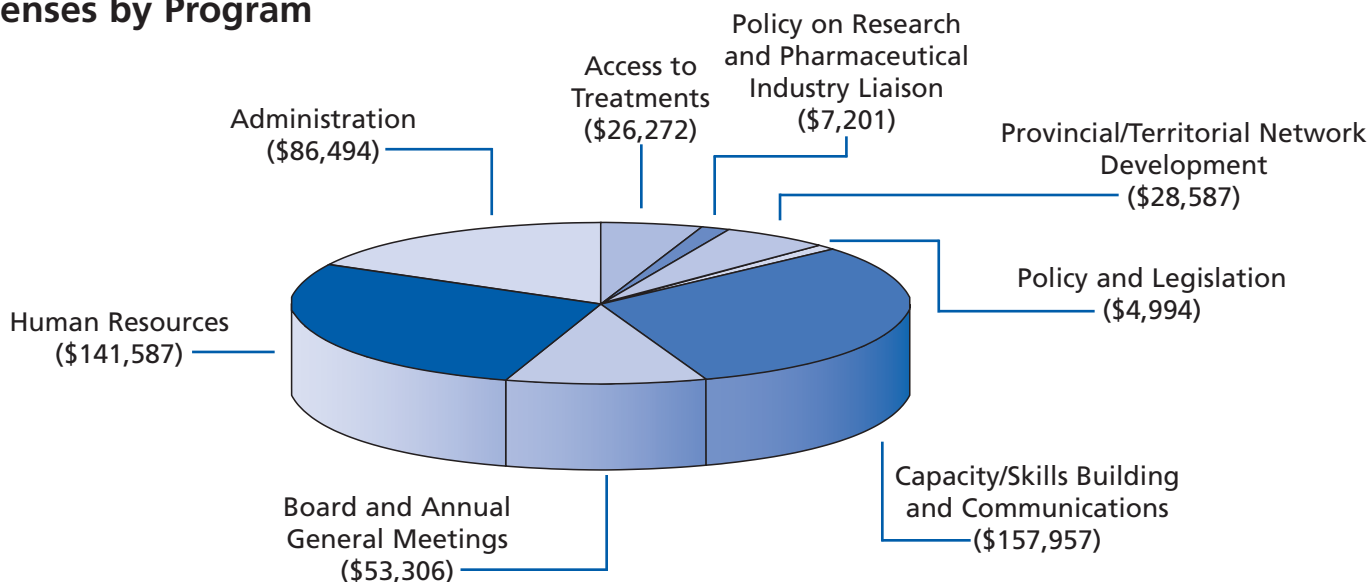 enses by Program
Policy on Research
and Pharmaceutical
Industry Liaison
($7,201)
Access to
Treatments
($26,272)
Administration
($86,494)
Provincial/Territorial Network
Development
($28,587)
Policy and Legislation
($4,994)
Human Resources
($141,587)
Capacity/Skills Building
and Communications
($157,957)
Board and Annual
General Meetings
($53,306)